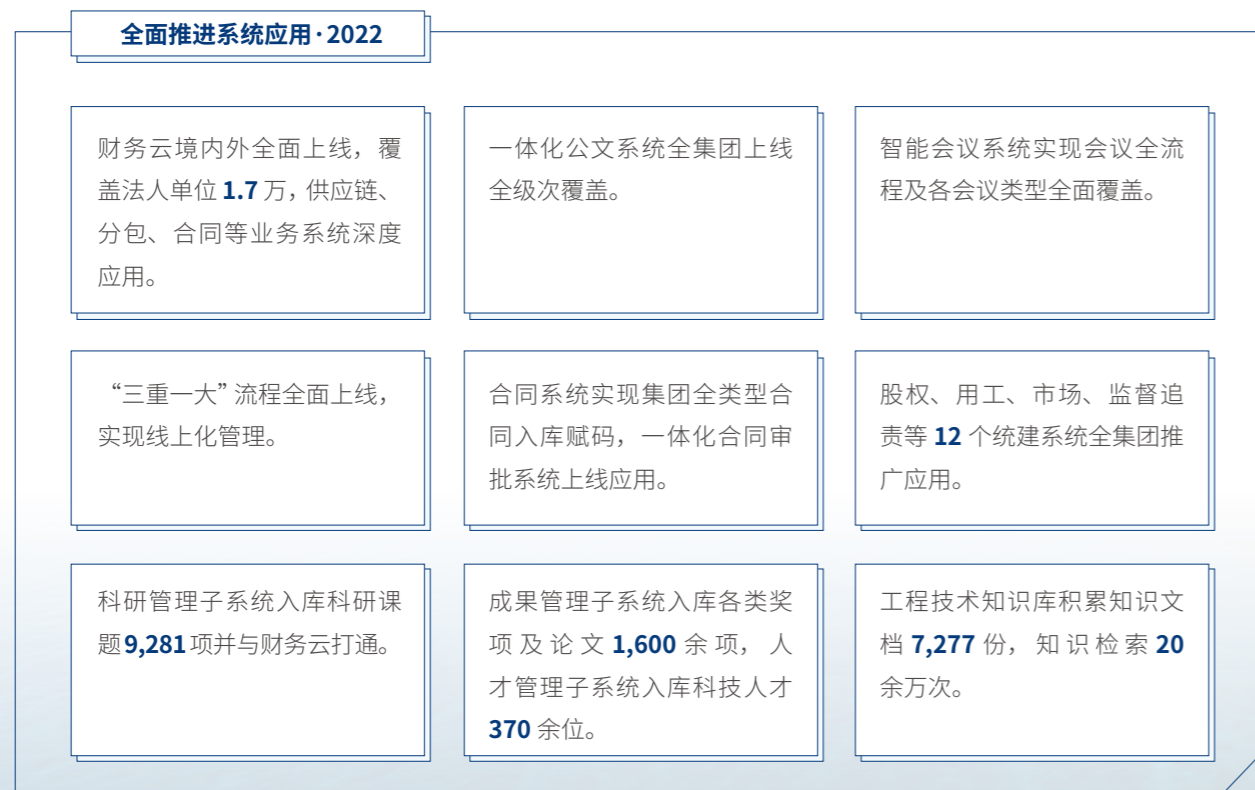 全面推进系统应用·2022
财务云境内外全面上线，覆
盖法人单位 1.7 万，供应链、
分包、合同等业务系统深度
应用。
一体化公文系统全集团上线
全级次覆盖。
智能会议系统实现会议全流
程及各会议类型全面覆盖。
“三重一大”流程全面上线，
实现线上化管理。
合同系统实现集团全类型合
同入库赋码，一体化合同审
批系统上线应用。
股权、用工、市场、监督追
责等 12 个统建系统全集团推
广应用。
科研管理子系统入库科研课
题9,281项并与财务云打通。
成果管理子系统入库各类奖
项及论文 1,600 余项，人
才管理子系统入库科技人才
370 余位。
工程技术知识库积累知识文
档 7,277 份，知识检索 20
余万次。